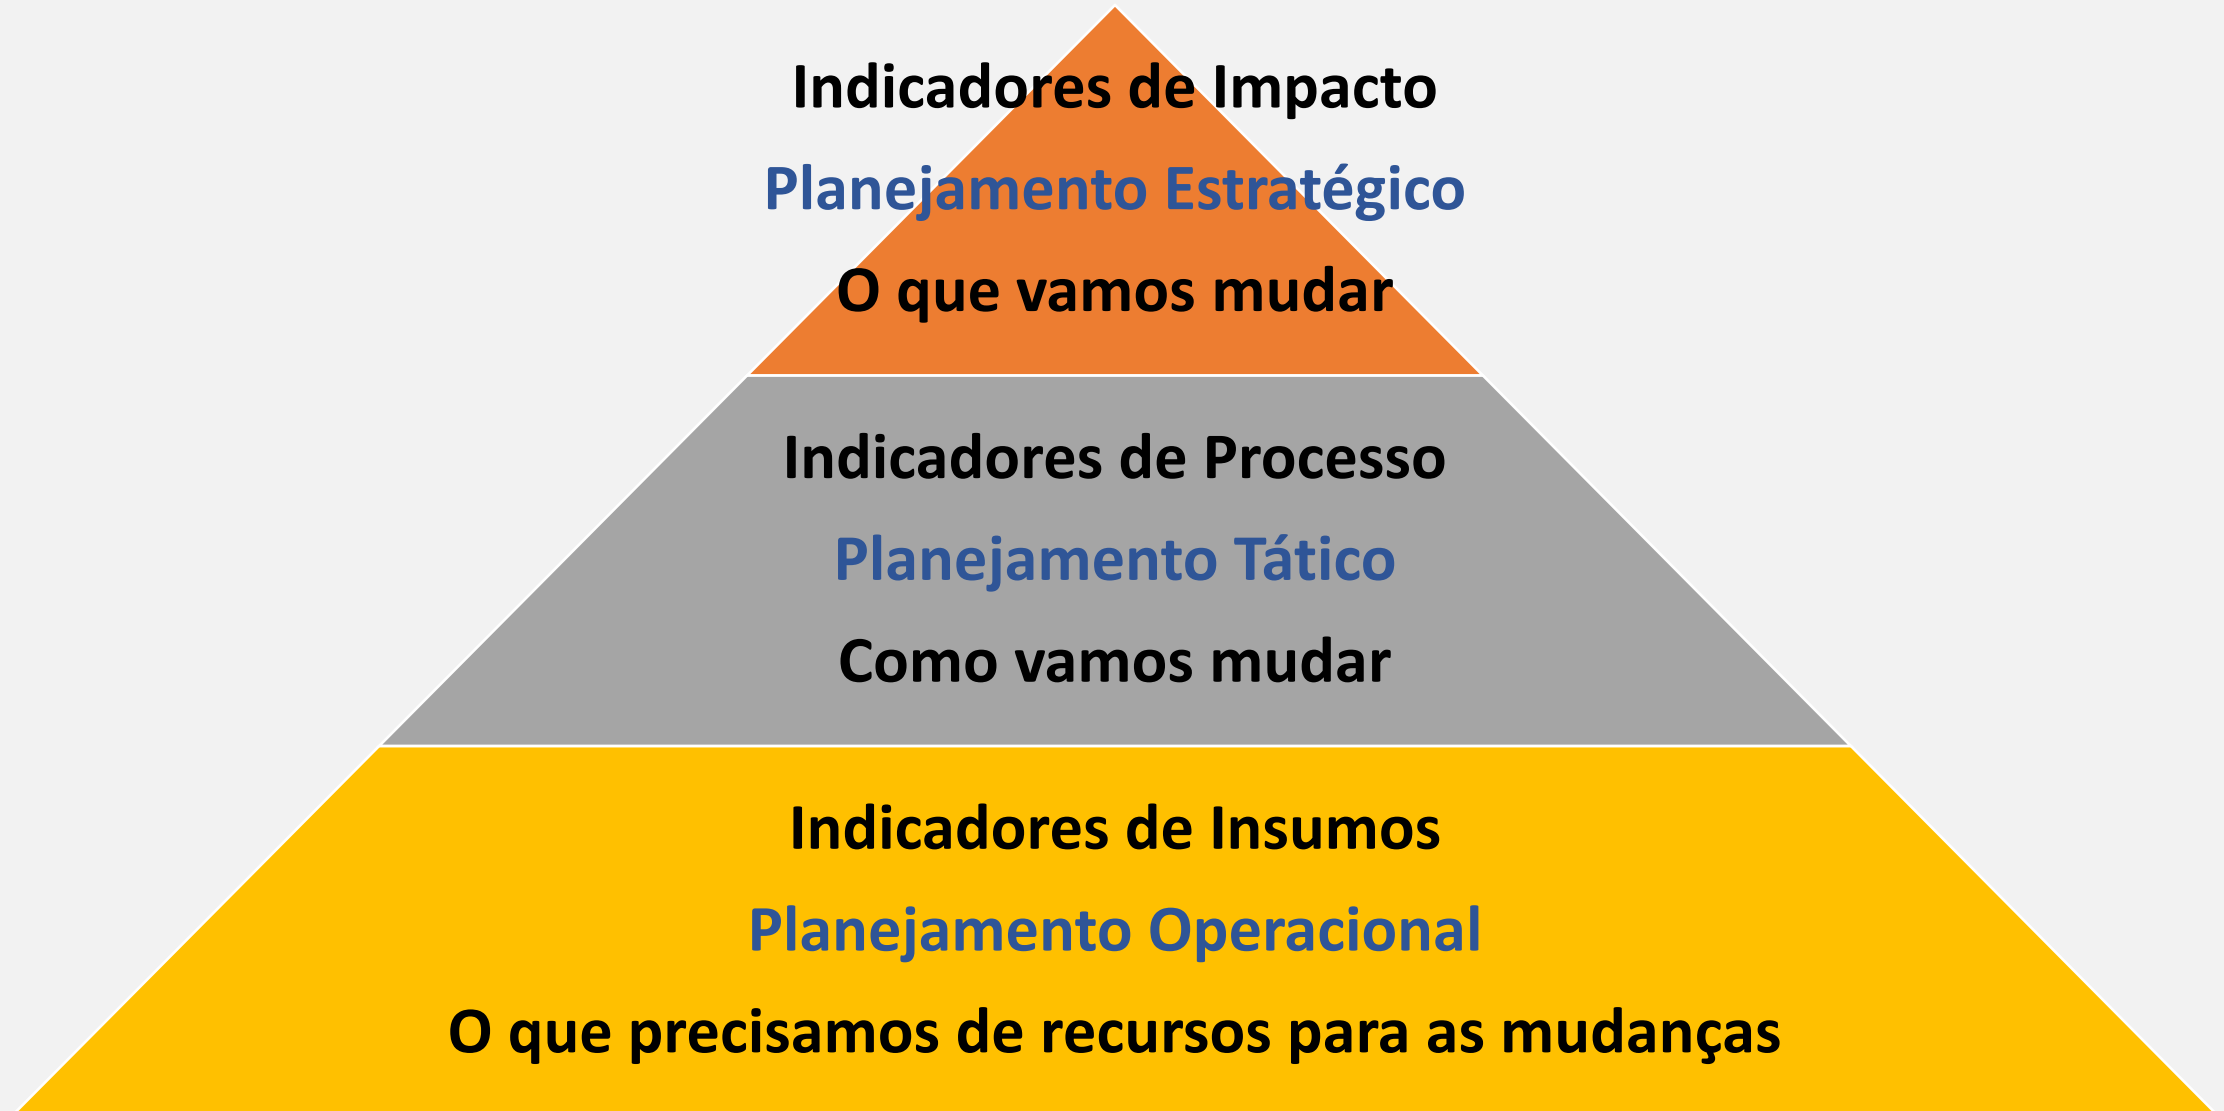 Indicadores de Impacto
Planejamento Estratégico
O que vamos mudar
Indicadores de Processo
Planejamento Tático
Como vamos mudar
Indicadores de Insumos
Planejamento Operacional
O que precisamos de recursos para as mudanças